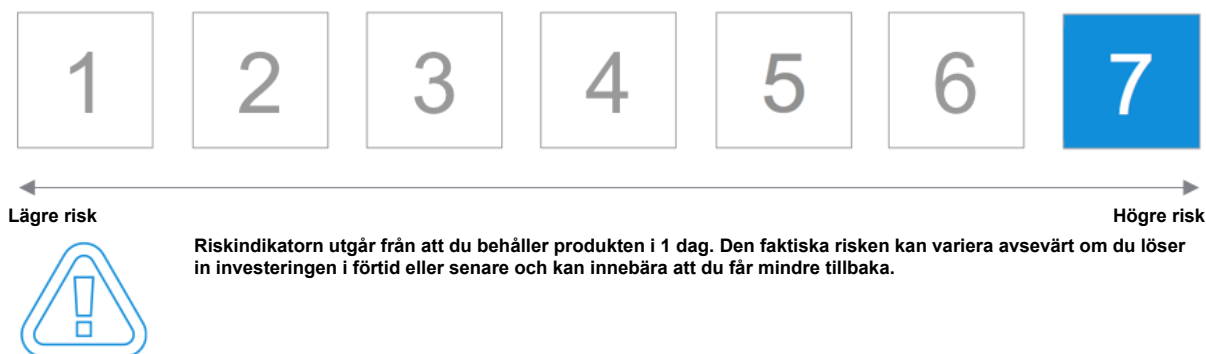 1 2 3 4 5 6 7
Lägre risk Högre risk
Riskindikatorn utgår från att du behåller produkten i 1 dag. Den faktiska risken kan variera avsevärt om du löser
in investeringen i förtid eller senare och kan innebära att du får mindre tillbaka.